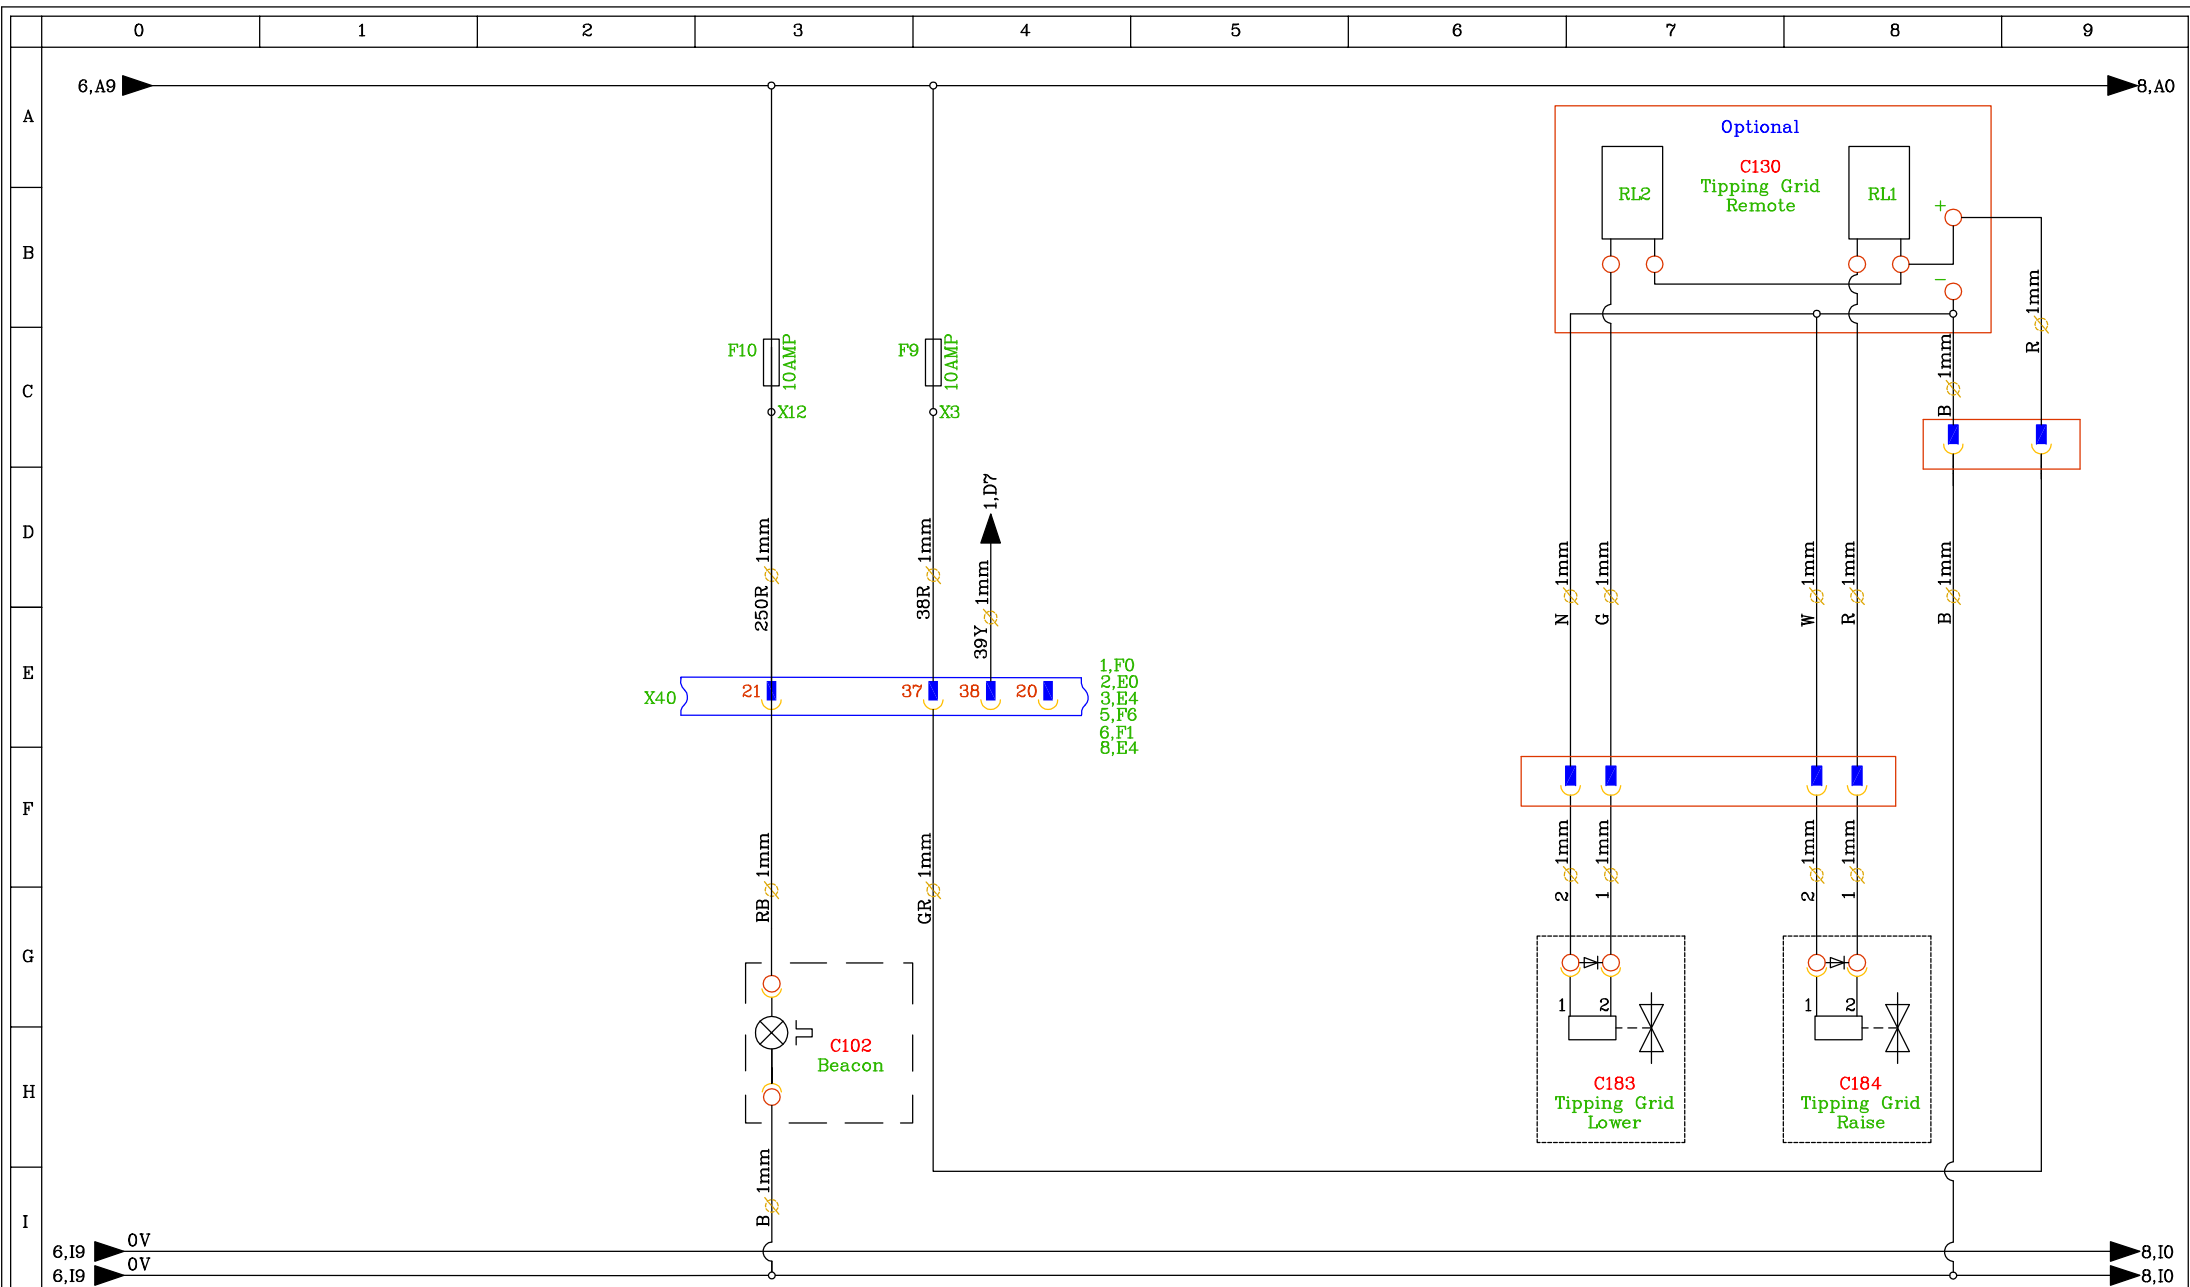 0 1 2 3 4 5 6 7 8 9
6,A9
8,A0
A
Optional
C130
Tipping Grid
Remote
RL2
RL1
+
−
B
R 1mm
F10
10AMP
F9
10AMP
X12
X3
C
B 1mm
1,D7
D
250R 1mm
38R 1mm
39Y 1mm
N 1mm
G 1mm
W 1mm
R 1mm
B 1mm
E
X40
21
37
38
20
1,F0
2,E0
3,E4
5,F6
6,F1
8,E4
F
RB 1mm
GR 1mm
2 1mm
1 1mm
2 1mm
1 1mm
G
1 2
1 2
H
C102
Beacon
C183
Tipping Grid
Lower
C184
Tipping Grid
Raise
B 1mm
I
6,I9
0V
8,I0
6,I9
0V
8,I0